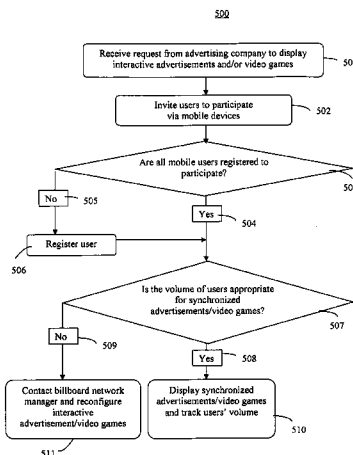 500
Receive request from advertising company to display
interactive advertisements and/or video games
50
Invite users to participate
via mobile devices
502
Are all mobile users registered to
participate?
50
No
505
Yes
504
Register user
506
Is the volume of users appropriate
for synchronized
advertisements/video games?
507
No
509
Yes
508
Contact billboard network
manager and reconfigure
interactive
advertisement/video games
511
Display synchronized
advertisements/video games
and track users' volume
510